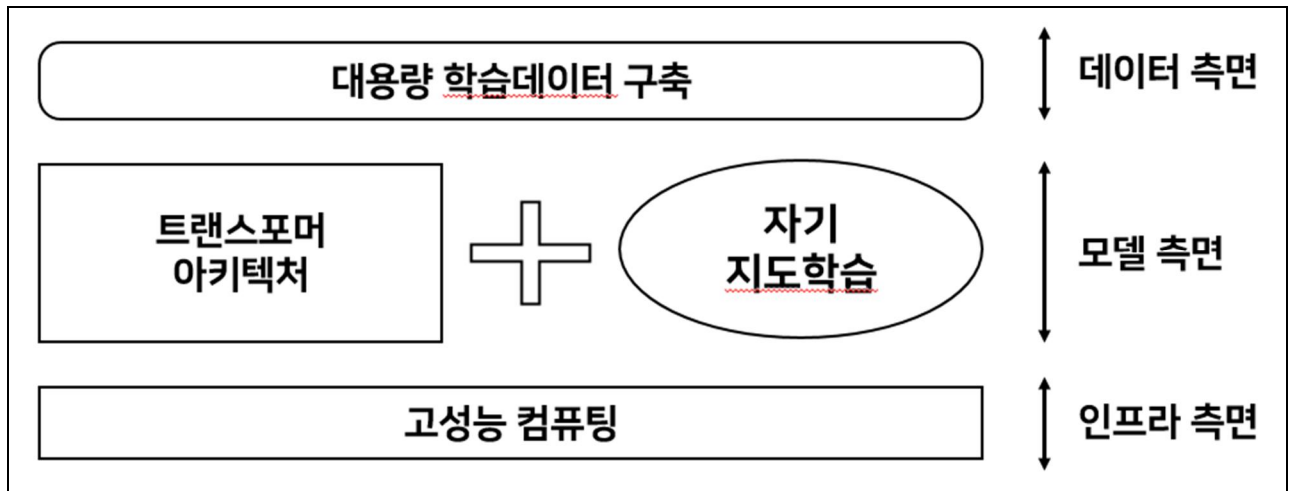 대용량 학습데이터 구축
데이터 측면
트랜스포머
아키텍처
자기
지도학습
모델 측면
고성능 컴퓨팅
인프라 측면